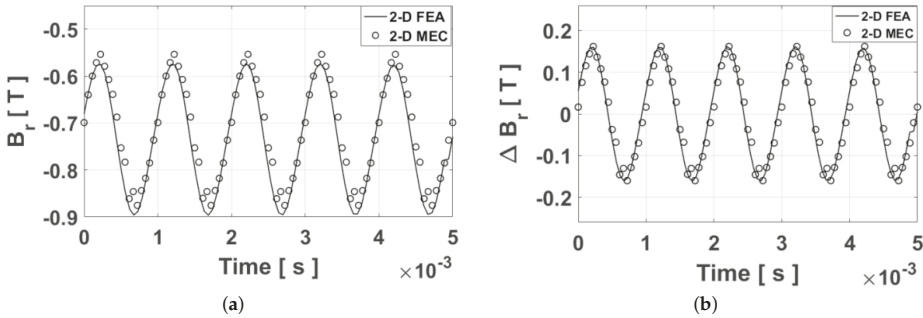 -0.5
-0.6
-0.7
-0.8
-0.9
B_r [ T ]
2-D FEA
2-D MEC
0 1 2 3 4 5
Time [ s ] ×10^-3
(a)
0.2
0.1
0
-0.1
-0.2
Δ B_r [ T ]
2-D FEA
2-D MEC
0 1 2 3 4 5
Time [ s ] ×10^-3
(b)